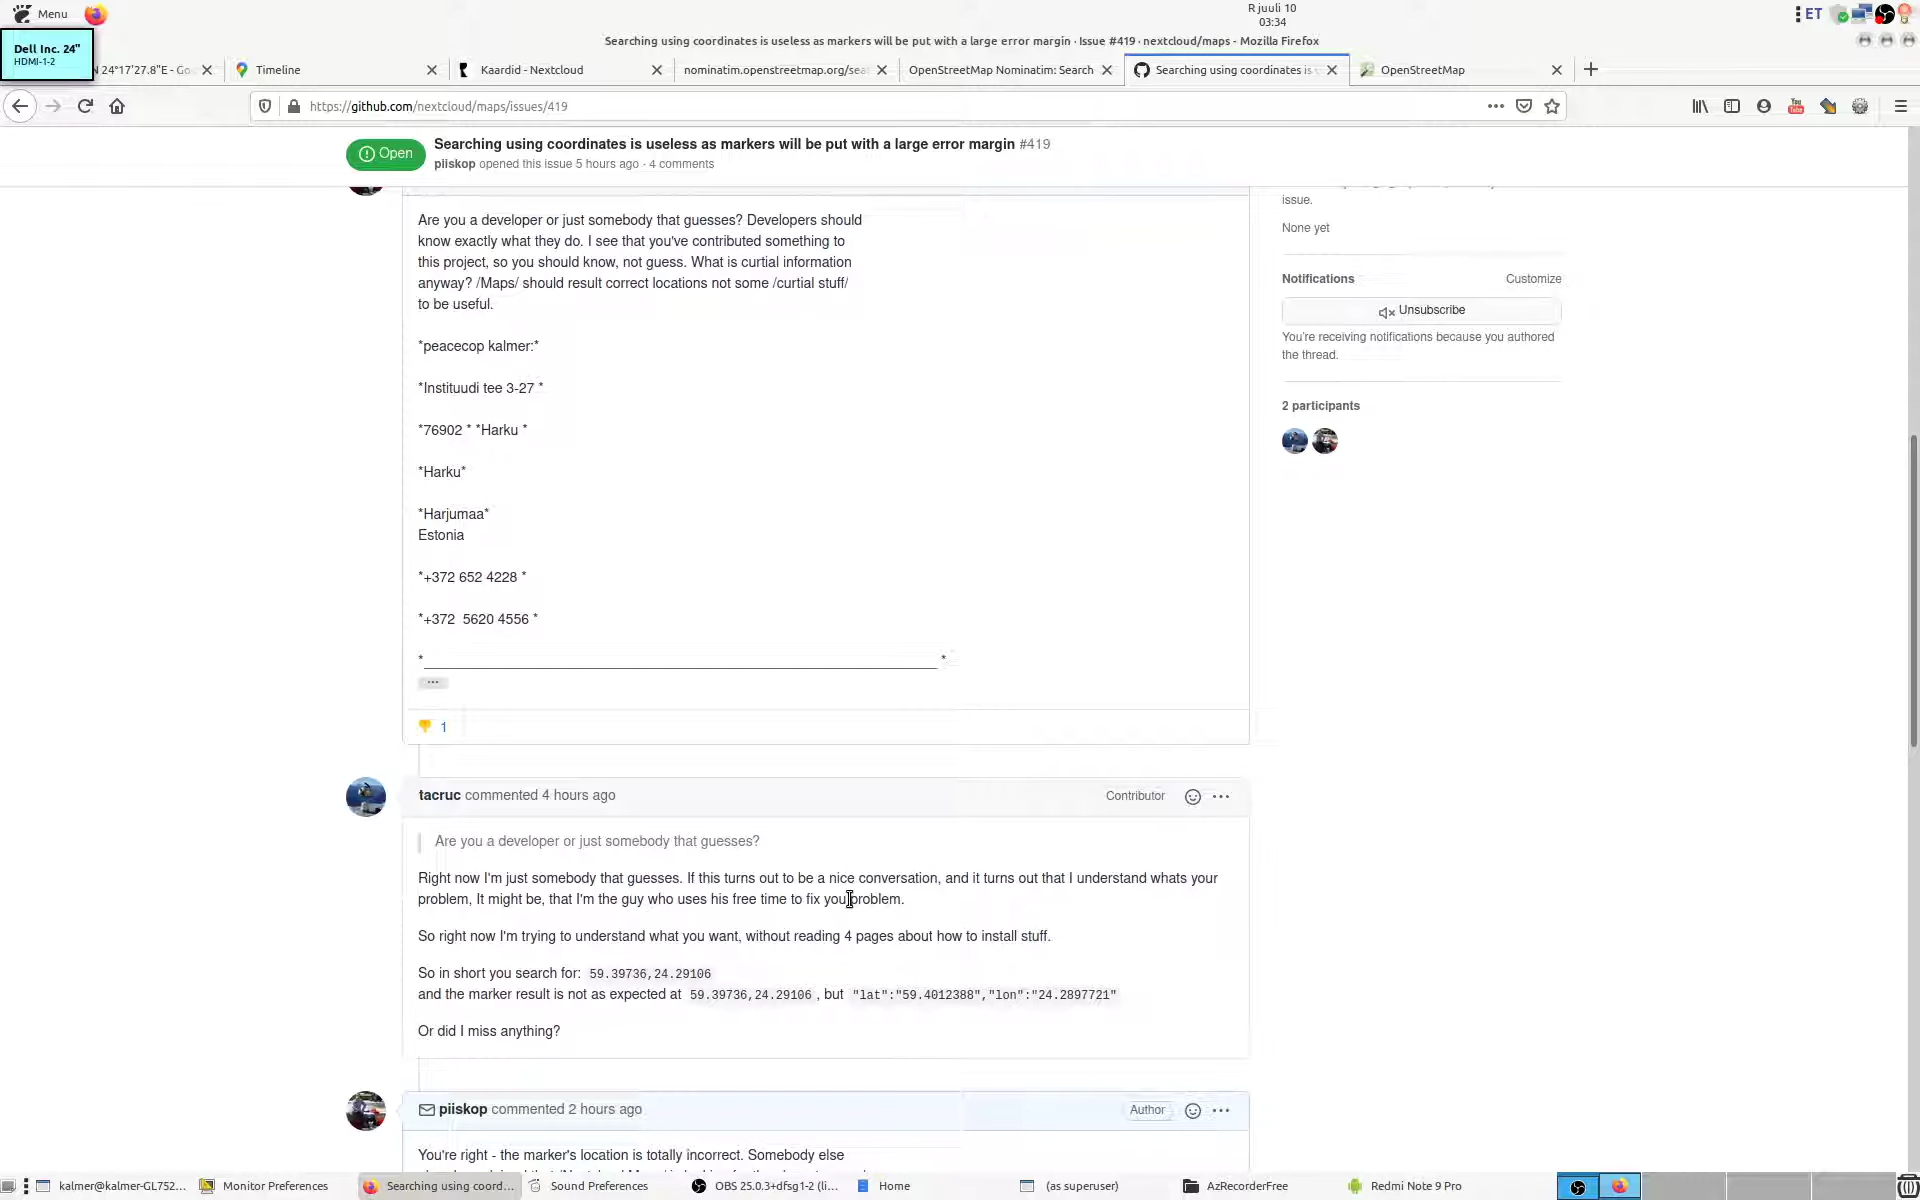 Menu
R juuli 10
03:34
ET
Dell Inc. 24"
HDMI-1-2
Searching using coordinates is useless as markers will be put with a large error margin · Issue #419 · nextcloud/maps - Mozilla Firefox
N 24°17'27.8"E - Go
Timeline
Kaardid - Nextcloud
nominatim.openstreetmap.org/sea
OpenStreetMap Nominatim: Search
Searching using coordinates is
OpenStreetMap
https://github.com/nextcloud/maps/issues/419
Open
Searching using coordinates is useless as markers will be put with a large error margin #419
piiskop opened this issue 5 hours ago · 4 comments
Are you a developer or just somebody that guesses? Developers should
know exactly what they do. I see that you've contributed something to
this project, so you should know, not guess. What is curtial information
anyway? /Maps/ should result correct locations not some /curtial stuff/
to be useful.
*peacecop kalmer:*
*Instituudi tee 3-27 *
*76902 * *Harku *
*Harku*
*Harjumaa*
Estonia
*+372 652 4228 *
*+372  5620 4556 *
*__________________________________________________________________ *
...
1
issue.
None yet
Notifications
Customize
Unsubscribe
You're receiving notifications because you authored
the thread.
2 participants
tacruc commented 4 hours ago
Contributor
Are you a developer or just somebody that guesses?
Right now I'm just somebody that guesses. If this turns out to be a nice conversation, and it turns out that I understand whats your
problem, It might be, that I'm the guy who uses his free time to fix you problem.
So right now I'm trying to understand what you want, without reading 4 pages about how to install stuff.
So in short you search for: 59.39736,24.29106
and the marker result is not as expected at 59.39736,24.29106 , but "lat":"59.4012388","lon":"24.2897721"
Or did I miss anything?
piiskop commented 2 hours ago
Author
You're right - the marker's location is totally incorrect. Somebody else
kalmer@kalmer-GL752...
Monitor Preferences
Searching using coord...
Sound Preferences
OBS 25.0.3+dfsg1-2 (li...
Home
(as superuser)
AzRecorderFree
Redmi Note 9 Pro